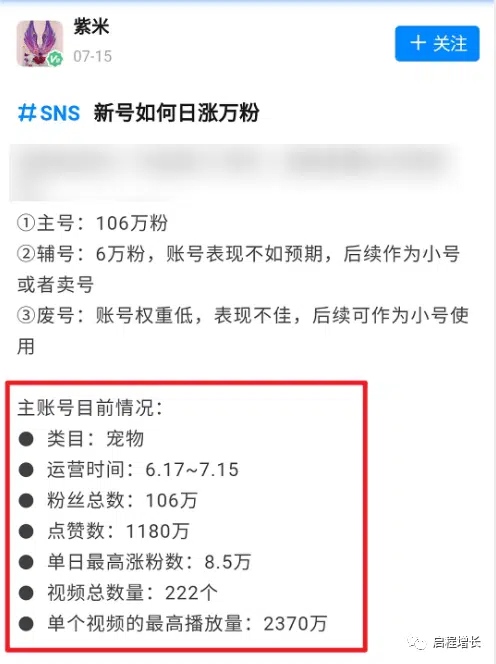 紫米
07-15
+ 关注
#SNS 新号如何日涨万粉
①主号：106万粉
②辅号：6万粉，账号表现不如预期，后续作为小号
或者卖号
③废号：账号权重低，表现不佳，后续可作为小号使
用
主账号目前情况：
● 类目：宠物
● 运营时间：6.17~7.15
● 粉丝总数：106万
● 点赞数：1180万
● 单日最高涨粉数：8.5万
● 视频总数量：222个
● 单个视频的最高播放量：2370万
启程增长